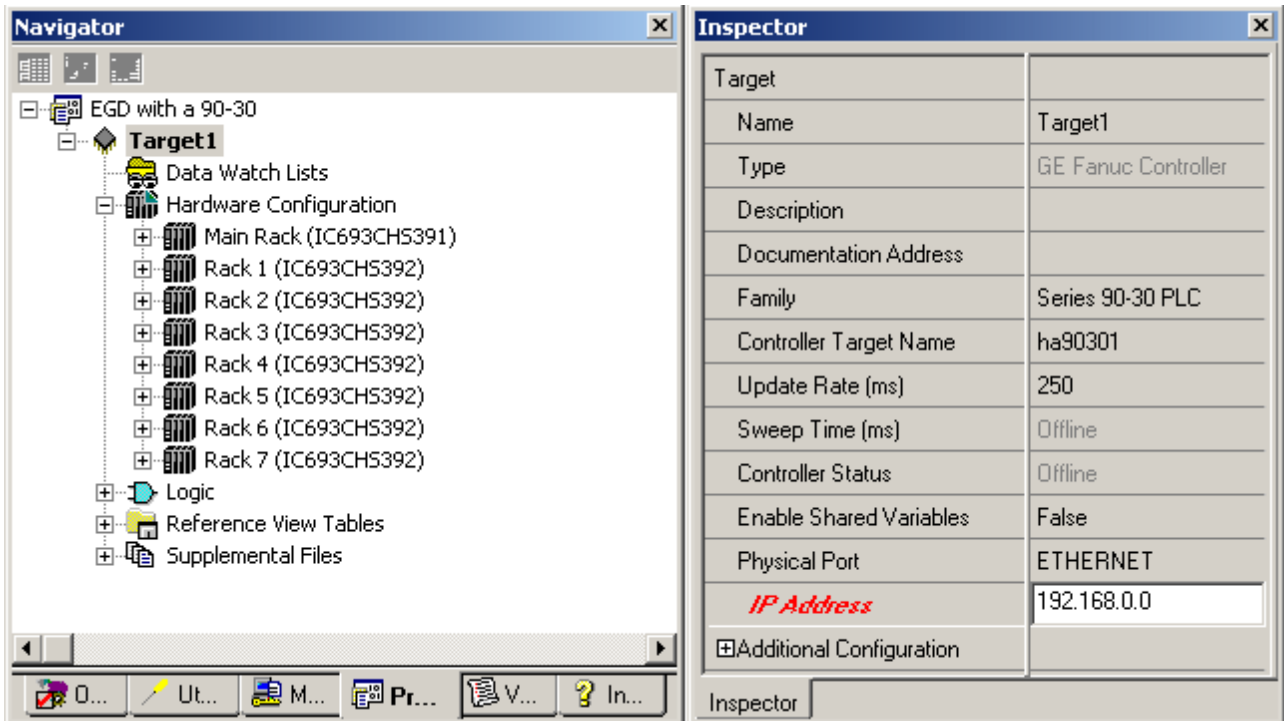 Navigator
EGD with a 90-30
Target1
Data Watch Lists
Hardware Configuration
Main Rack (IC693CHS391)
Rack 1 (IC693CHS392)
Rack 2 (IC693CHS392)
Rack 3 (IC693CHS392)
Rack 4 (IC693CHS392)
Rack 5 (IC693CHS392)
Rack 6 (IC693CHS392)
Rack 7 (IC693CHS392)
Logic
Reference View Tables
Supplemental Files
O... Ut... M... Pr... V... In...
Inspector
Target
Name Target1
Type GE Fanuc Controller
Description
Documentation Address
Family Series 90-30 PLC
Controller Target Name ha90301
Update Rate (ms) 250
Sweep Time (ms) Offline
Controller Status Offline
Enable Shared Variables False
Physical Port ETHERNET
IP Address 192.168.0.0
Additional Configuration
Inspector